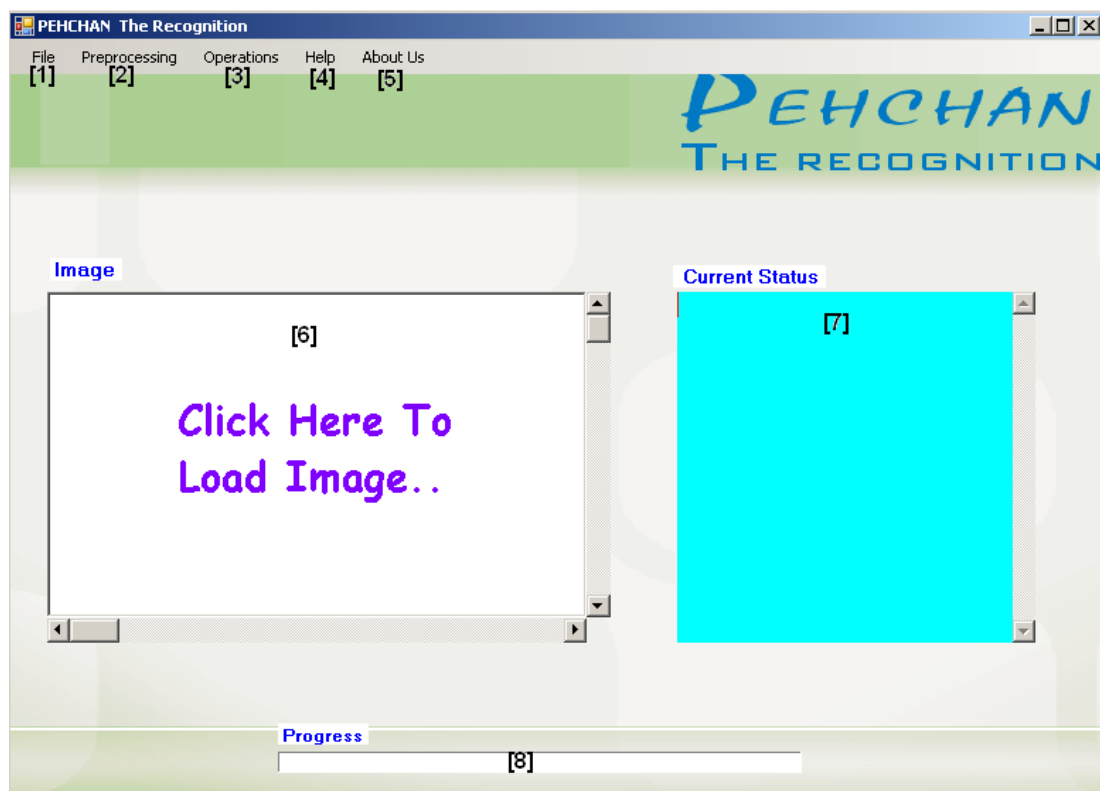 PEHCHAN The Recognition
File Preprocessing Operations Help About Us
[1] [2] [3] [4] [5]
PEHCHAN
THE RECOGNITION
Image
Current Status
[6]
[7]
Click Here To
Load Image..
Progress
[8]